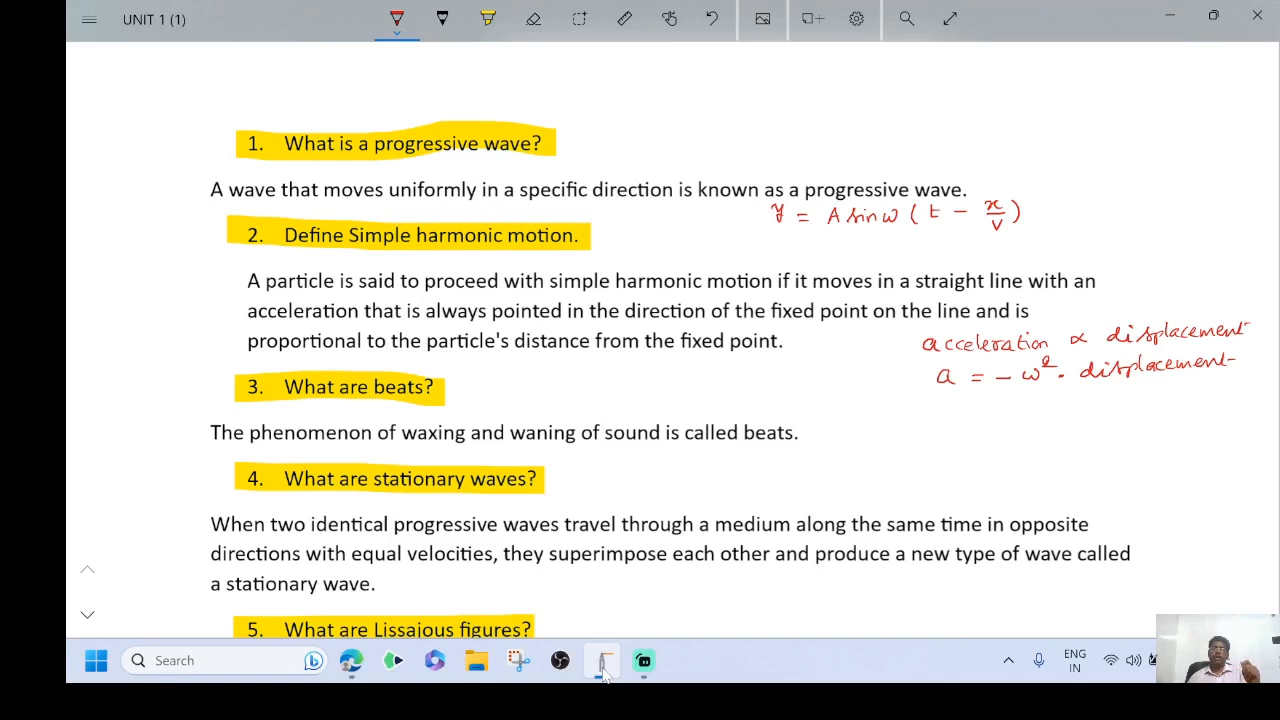 UNIT 1 (1)
1. What is a progressive wave?
A wave that moves uniformly in a specific direction is known as a progressive wave.
y = A sin ω ( t - x/v )
2. Define Simple harmonic motion.
A particle is said to proceed with simple harmonic motion if it moves in a straight line with an
acceleration that is always pointed in the direction of the fixed point on the line and is
proportional to the particle's distance from the fixed point.
acceleration ∝ displacement
a = - ω² . displacement
3. What are beats?
The phenomenon of waxing and waning of sound is called beats.
4. What are stationary waves?
When two identical progressive waves travel through a medium along the same time in opposite
directions with equal velocities, they superimpose each other and produce a new type of wave called
a stationary wave.
5. What are Lissajous figures?
Search
ENG
IN